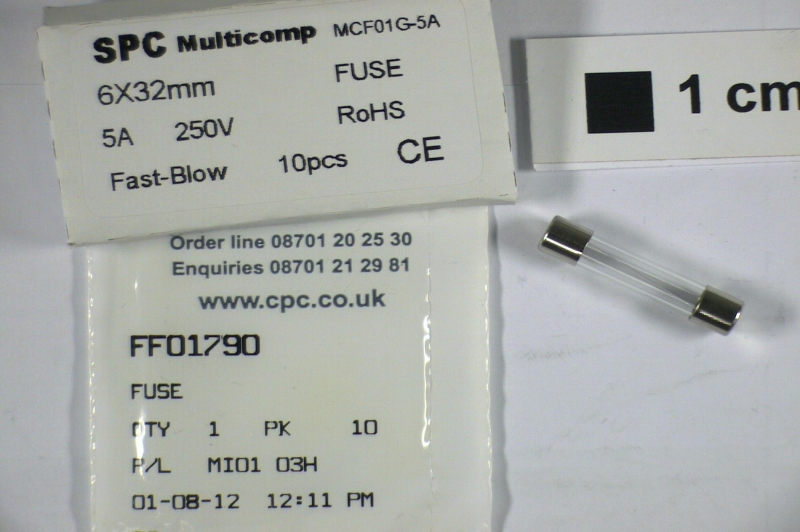 SPC Multicomp MCF01G-5A
6X32mm FUSE
5A 250V RoHS
Fast-Blow 10pcs CE
1 cm
Order line 08701 20 25 30
Enquiries 08701 21 29 81
www.cpc.co.uk
FF01790
FUSE
QTY 1 PK 10
P/L MI01 03H
01-08-12 12:11 PM